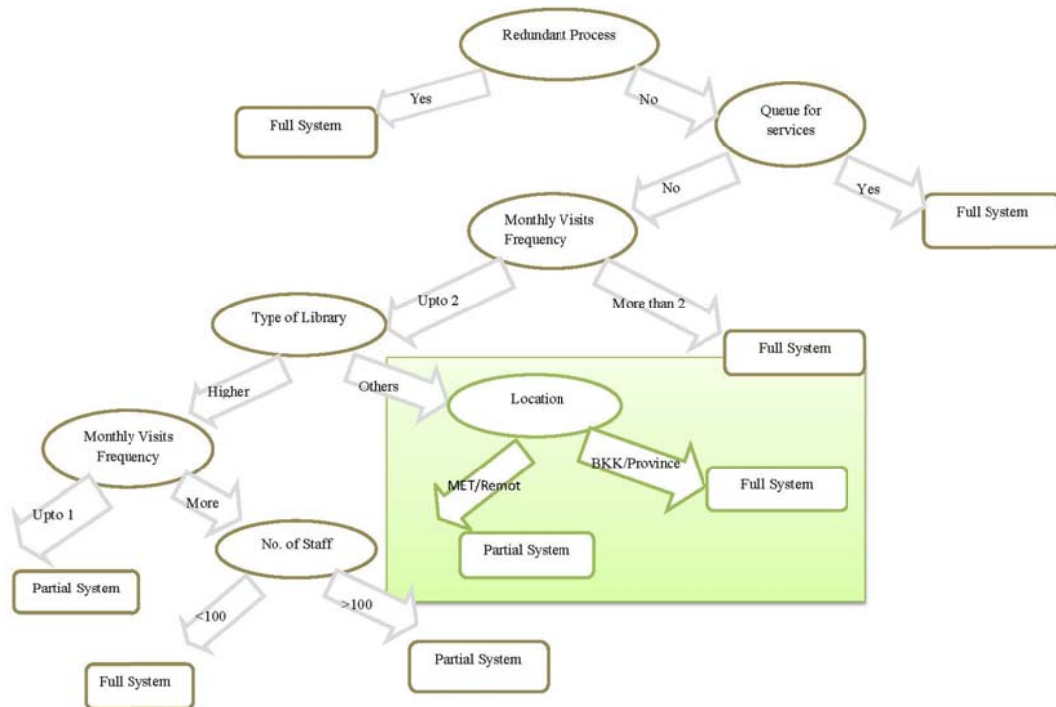 Redundant Process
Yes
No
Full System
Queue for
services
No
Yes
Full System
Monthly Visits
Frequency
Upto 2
More than 2
Type of Library
Full System
Higher
Others
Location
Monthly Visits
Frequency
BKK/Province
MET/Remot
Full System
Upto 1
More
No. of Staff
Partial System
Partial System
<100
>100
Partial System
Full System